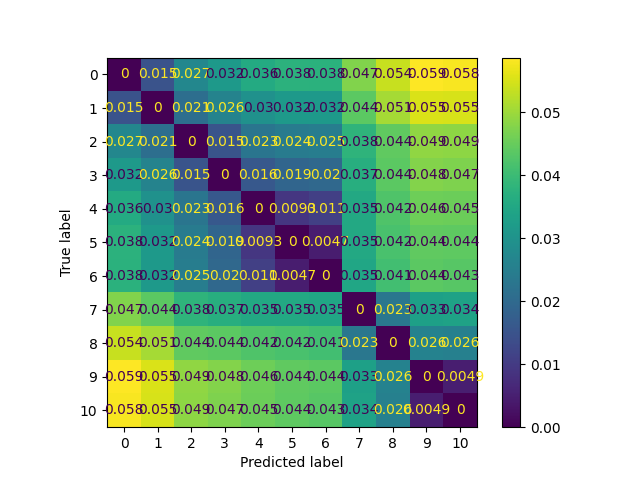 0 0 0.015 0.027 0.032 0.036 0.038 0.038 0.047 0.054 0.059 0.058
1 0.015 0 0.021 0.026 0.03 0.032 0.032 0.044 0.051 0.055 0.055
2 0.027 0.021 0 0.015 0.023 0.024 0.025 0.038 0.044 0.049 0.049
3 0.032 0.026 0.015 0 0.016 0.019 0.02 0.037 0.044 0.048 0.047
4 0.036 0.03 0.023 0.016 0 0.0093 0.011 0.035 0.042 0.046 0.045
5 0.038 0.032 0.024 0.019 0.0093 0 0.0047 0.035 0.042 0.044 0.044
6 0.038 0.032 0.025 0.02 0.011 0.0047 0 0.035 0.041 0.044 0.043
7 0.047 0.044 0.038 0.037 0.035 0.035 0.035 0 0.023 0.033 0.034
8 0.054 0.051 0.044 0.044 0.042 0.042 0.041 0.023 0 0.026 0.026
9 0.059 0.055 0.049 0.048 0.046 0.044 0.044 0.033 0.026 0 0.0049
10 0.058 0.055 0.049 0.047 0.045 0.044 0.043 0.034 0.026 0.0049 0
0 1 2 3 4 5 6 7 8 9 10
Predicted label
True label
0.05
0.04
0.03
0.02
0.01
0.00